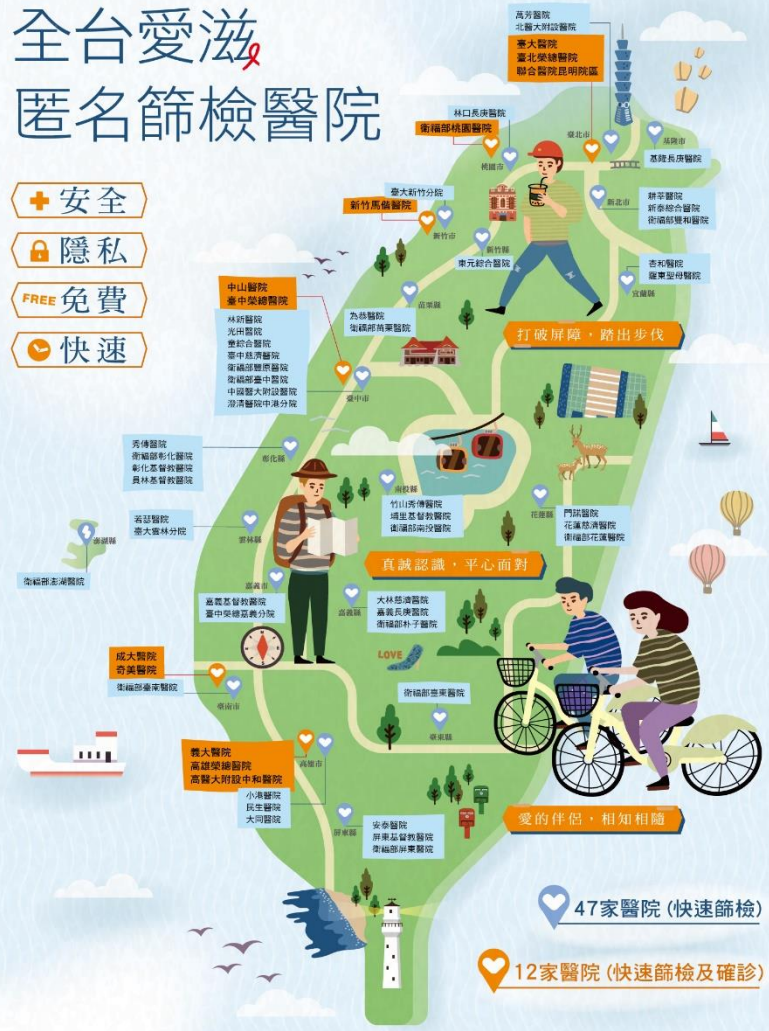 全台愛滋
匿名篩檢醫院
安全
隱私
FREE 免費
快速
萬芳醫院
北醫大附設醫院
臺大醫院
臺北榮總醫院
聯合醫院昆明院區
臺北市
林口長庚醫院
衛福部桃園醫院
桃園市
基隆市
基隆長庚醫院
臺大新竹分院
新竹馬偕醫院
新竹市
新竹縣
東元綜合醫院
新北市
耕莘醫院
新泰綜合醫院
衛福部雙和醫院
杏和醫院
羅東聖母醫院
宜蘭縣
苗栗縣
為恭醫院
衛福部苗栗醫院
打破屏障，踏出步伐
中山醫院
臺中榮總醫院
林新醫院
光田醫院
童綜合醫院
臺中慈濟醫院
衛福部豐原醫院
衛福部臺中醫院
中國醫大附設醫院
澄清醫院中港分院
臺中市
秀傳醫院
衛福部彰化醫院
彰化基督教醫院
員林基督教醫院
彰化縣
南投縣
竹山秀傳醫院
埔里基督教醫院
衛福部南投醫院
花蓮縣
門諾醫院
花蓮慈濟醫院
衛福部花蓮醫院
若瑟醫院
臺大雲林分院
雲林縣
澎湖縣
衛福部澎湖醫院
真誠認識，平心面對
嘉義市
嘉義基督教醫院
臺中榮總嘉義分院
嘉義縣
大林慈濟醫院
嘉義長庚醫院
衛福部朴子醫院
LOVE
成大醫院
奇美醫院
衛福部臺南醫院
臺南市
衛福部臺東醫院
臺東縣
義大醫院
高雄榮總醫院
高醫大附設中和醫院
高雄市
小港醫院
民生醫院
大同醫院
屏東縣
安泰醫院
屏東基督教醫院
衛福部屏東醫院
愛的伴侶，相知相隨
47家醫院 (快速篩檢)
12家醫院 (快速篩檢及確診)